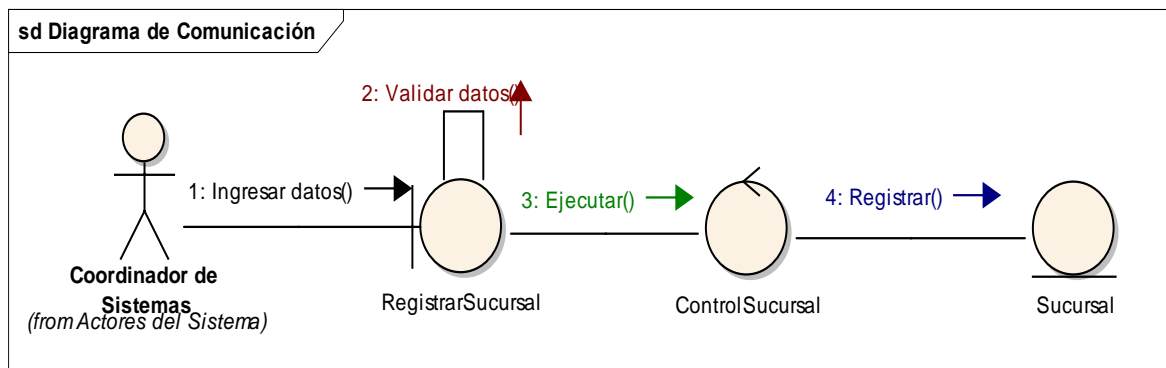 sd Diagrama de Comunicación
2: Validar datos()
1: Ingresar datos()
3: Ejecutar()
4: Registrar()
Coordinador de
Sistemas
(from Actores del Sistema)
RegistrarSucursal
ControlSucursal
Sucursal